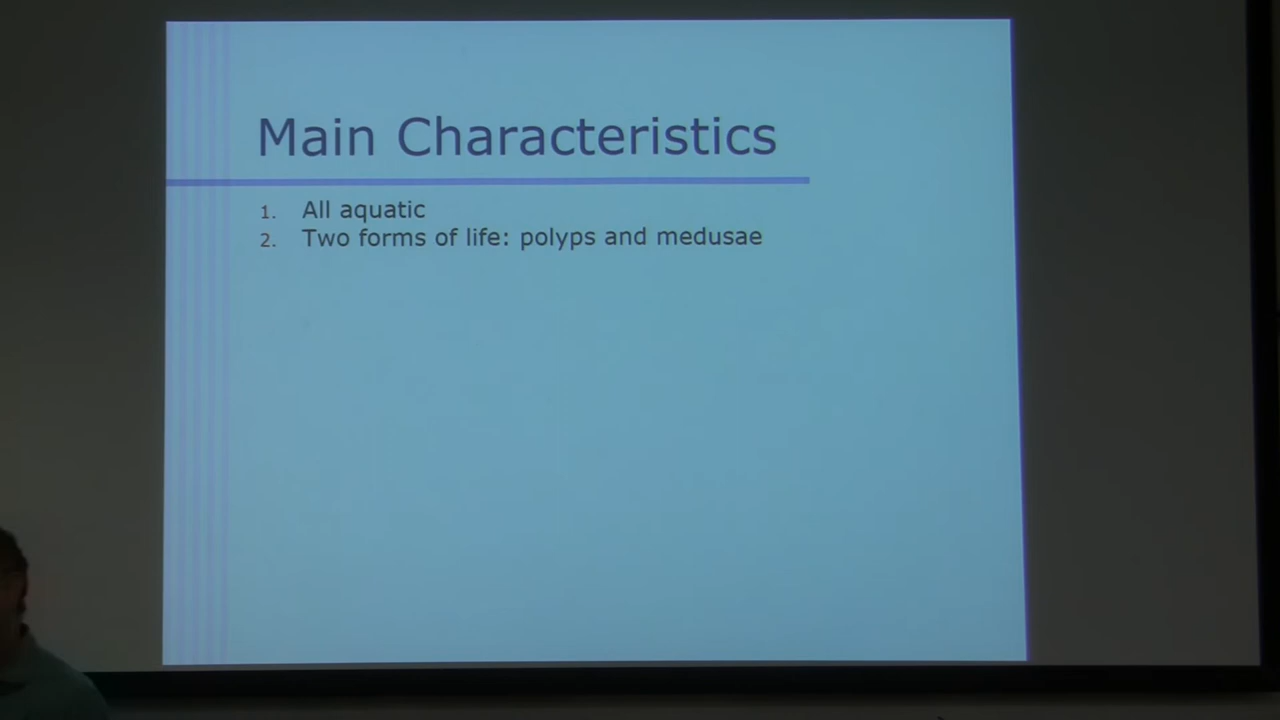 Main Characteristics
1. All aquatic
2. Two forms of life: polyps and medusae